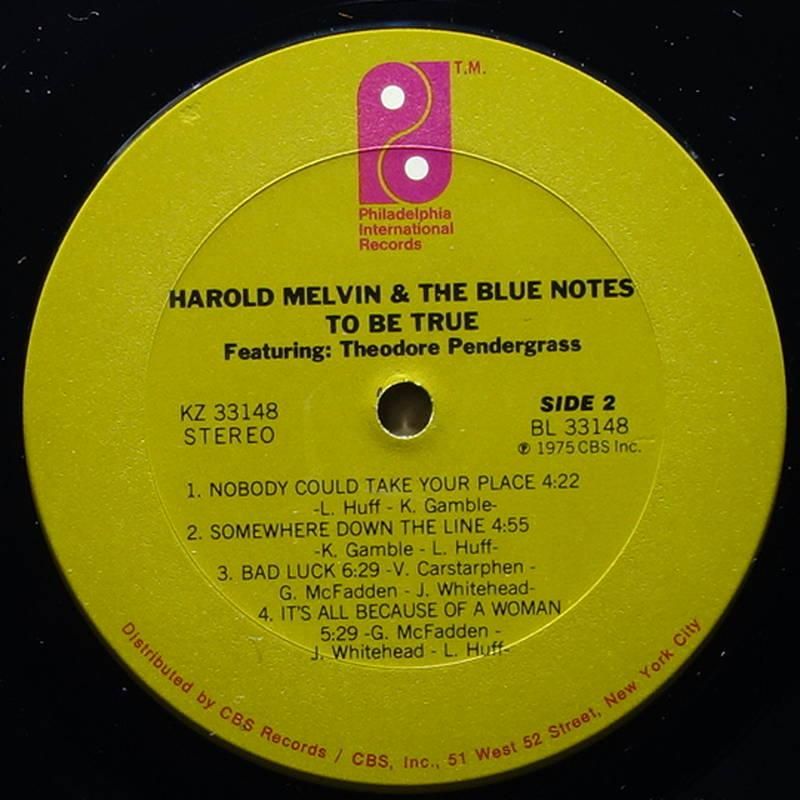 T.M.
Philadelphia
International
Records
HAROLD MELVIN & THE BLUE NOTES
TO BE TRUE
Featuring: Theodore Pendergrass
KZ 33148
STEREO
SIDE 2
BL 33148
℗ 1975 CBS Inc.
1. NOBODY COULD TAKE YOUR PLACE 4:22
-L. Huff - K. Gamble-
2. SOMEWHERE DOWN THE LINE 4:55
-K. Gamble - L. Huff-
3. BAD LUCK 6:29 -V. Carstarphen -
G. McFadden - J. Whitehead-
4. IT'S ALL BECAUSE OF A WOMAN
5:29 -G. McFadden -
J. Whitehead - L. Huff-
Distributed by CBS Records / CBS, Inc., 51 West 52 Street, New York City